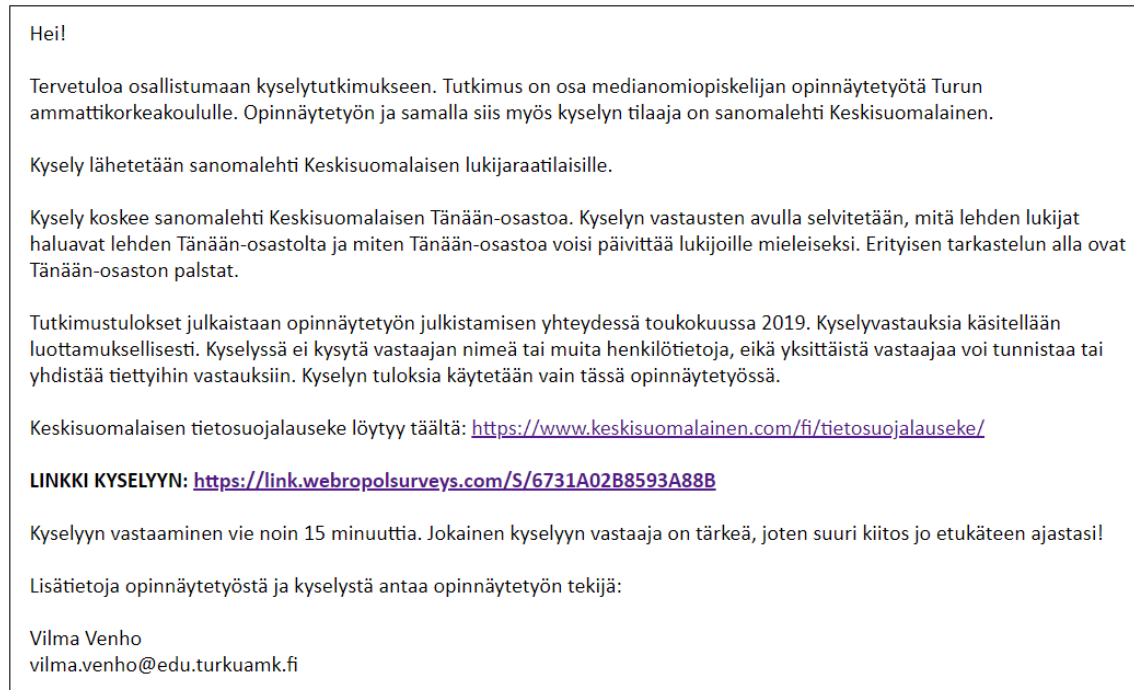 Hei!
Tervetuloa osallistumaan kyselytutkimukseen. Tutkimus on osa medianomiopiskelijan opinnäytetyötä Turun
ammattikorkeakoululle. Opinnäytetyön ja samalla siis myös kyselyn tilaaja on sanomalehti Keskisuomalainen.
Kysely lähetetään sanomalehti Keskisuomalaisen lukijaraatilaisille.
Kysely koskee sanomalehti Keskisuomalaisen Tänään-osastoa. Kyselyn vastausten avulla selvitetään, mitä lehden lukijat
haluavat lehden Tänään-osastolta ja miten Tänään-osastoa voisi päivittää lukijoille mieleiseksi. Erityisen tarkastelun alla ovat
Tänään-osaston palstat.
Tutkimustulokset julkaistaan opinnäytetyön julkistamisen yhteydessä toukokuussa 2019. Kyselyvastauksia käsitellään
luottamuksellisesti. Kyselyssä ei kysytä vastaajan nimeä tai muita henkilötietoja, eikä yksittäistä vastaajaa voi tunnistaa tai
yhdistää tiettyihin vastauksiin. Kyselyn tuloksia käytetään vain tässä opinnäytetyössä.
Keskisuomalaisen tietosuojalauseke löytyy täältä: https://www.keskisuomalainen.com/fi/tietosuojalauseke/
LINKKI KYSELYYN: https://link.webropolsurveys.com/S/6731A02B8593A88B
Kyselyyn vastaaminen vie noin 15 minuuttia. Jokainen kyselyyn vastaaja on tärkeä, joten suuri kiitos jo etukäteen ajastasi!
Lisätietoja opinnäytetyöstä ja kyselystä antaa opinnäytetyön tekijä:
Vilma Venho
vilma.venho@edu.turkuamk.fi